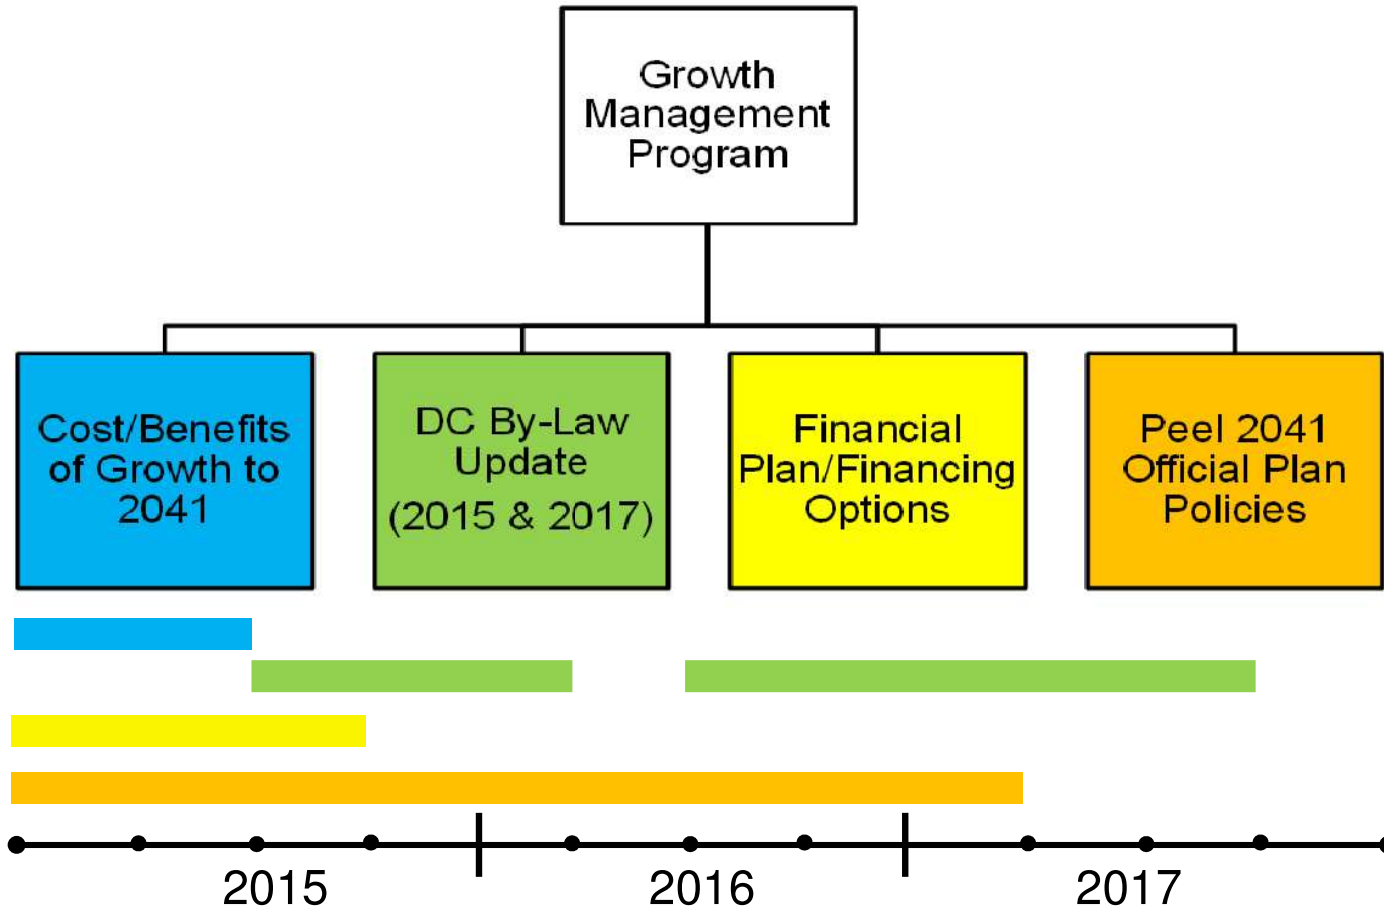 Growth
Management
Program
Cost/Benefits
of Growth to
2041
DC By-Law
Update
(2015 & 2017)
Financial
Plan/Financing
Options
Peel 2041
Official Plan
Policies
2015
2016
2017